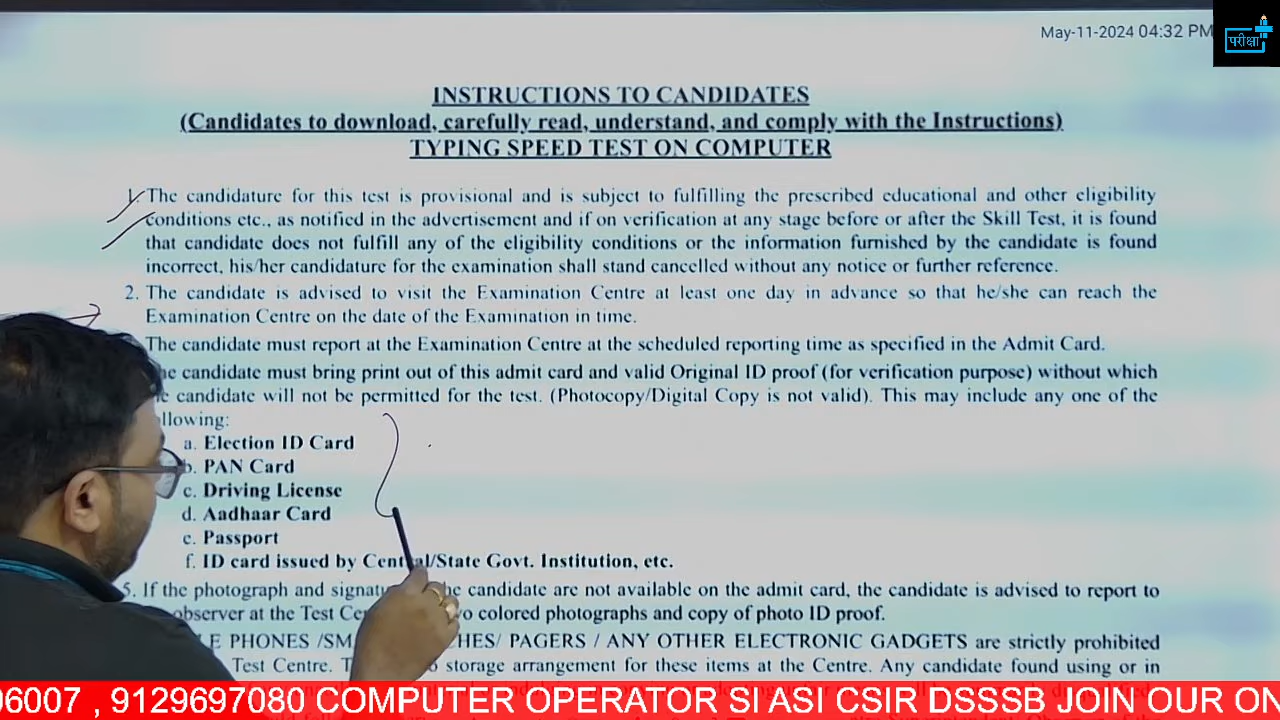 May-11-2024 04:32 PM
परीक्षा
INSTRUCTIONS TO CANDIDATES
(Candidates to download, carefully read, understand, and comply with the Instructions)
TYPING SPEED TEST ON COMPUTER
1. The candidature for this test is provisional and is subject to fulfilling the prescribed educational and other eligibility
conditions etc., as notified in the advertisement and if on verification at any stage before or after the Skill Test, it is found
that candidate does not fulfill any of the eligibility conditions or the information furnished by the candidate is found
incorrect, his/her candidature for the examination shall stand cancelled without any notice or further reference.
2. The candidate is advised to visit the Examination Centre at least one day in advance so that he/she can reach the
Examination Centre on the date of the Examination in time.
The candidate must report at the Examination Centre at the scheduled reporting time as specified in the Admit Card.
candidate must bring print out of this admit card and valid Original ID proof (for verification purpose) without which
candidate will not be permitted for the test. (Photocopy/Digital Copy is not valid). This may include any one of the
a. Election ID Card
b. PAN Card
c. Driving License
d. Aadhaar Card
e. Passport
f. ID card issued by Central/State Govt. Institution, etc.
5. If the photograph and candidate are not available on the admit card, the candidate is advised to report to
observer at the Test colored photographs and copy of photo ID proof.
PHONES / PAGERS / ANY OTHER ELECTRONIC GADGETS are strictly prohibited
Test Centre. storage arrangement for these items at the Centre. Any candidate found using or in
06007 , 9129697080 COMPUTER OPERATOR SI ASI CSIR DSSSB JOIN OUR